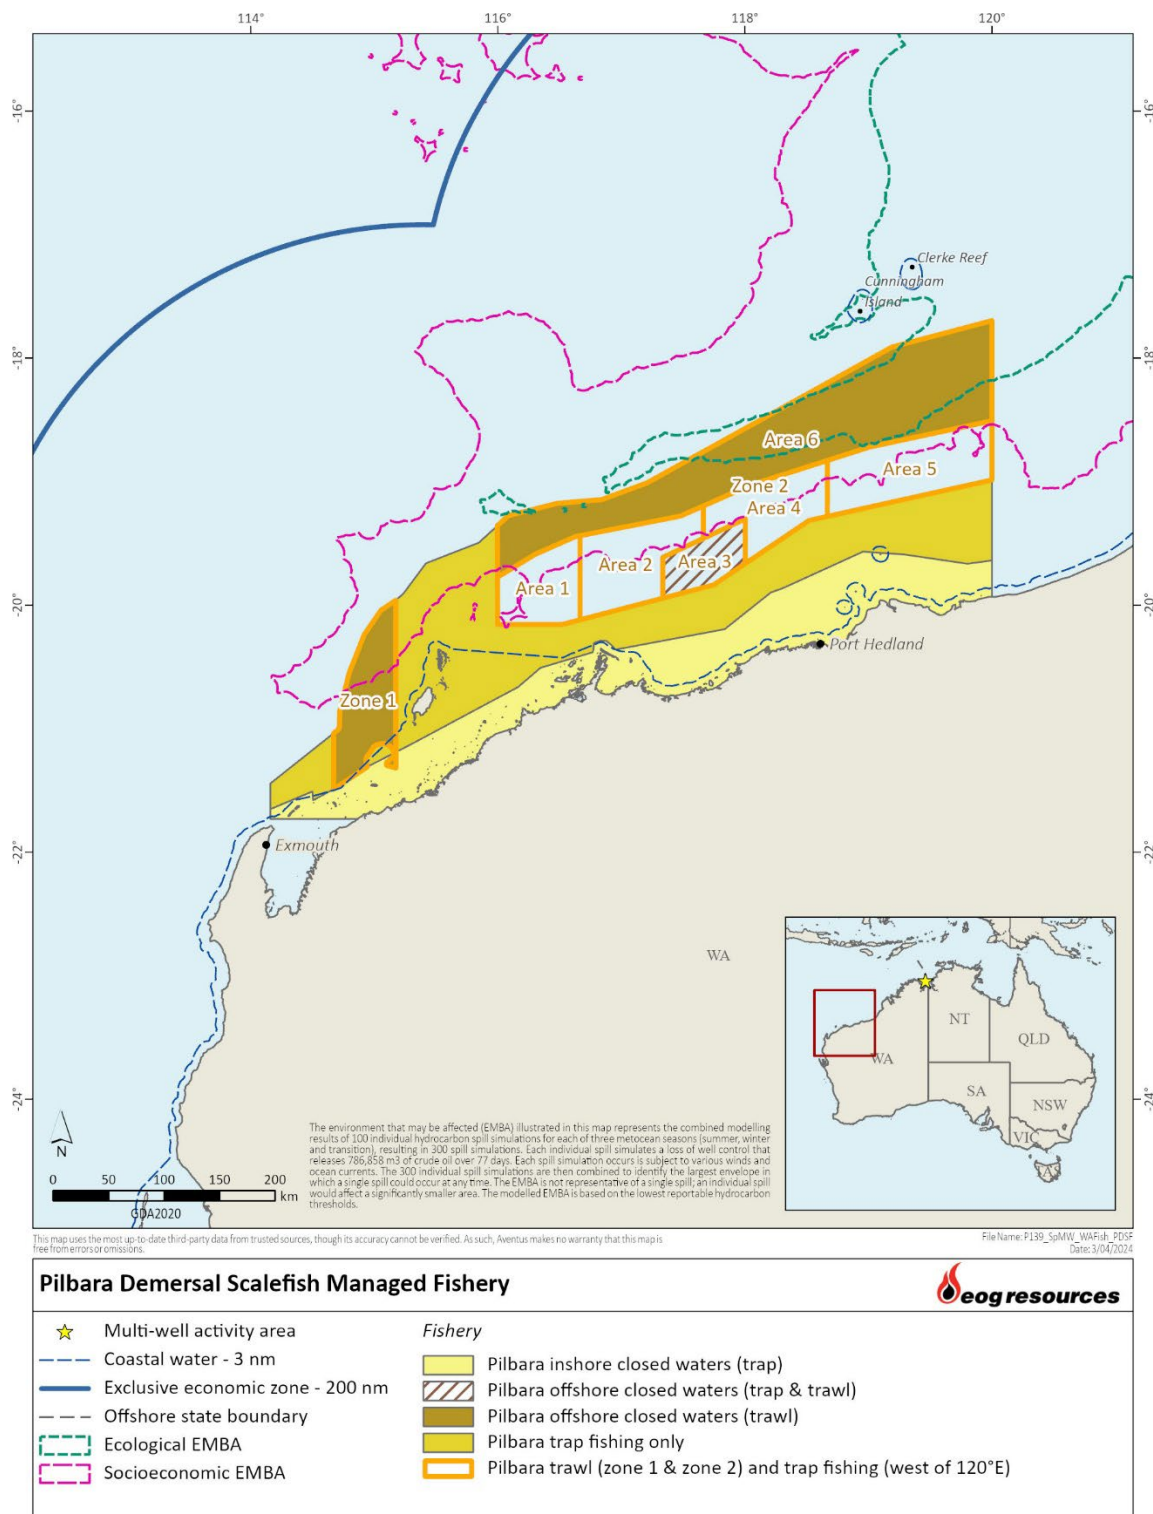 114°
116°
118°
120°
-16°
-16°
Clerke Reef
Cunningham
Island
-18°
-18°
Area 6
Area 5
Zone 2
Area 4
Area 3
Area 2
Area 1
-20°
-20°
Port Hedland
Zone 1
-22°
-22°
Exmouth
WA
NT
QLD
WA
SA
NSW
VIC
TAS
-24°
-24°
N
0 50 100 150 200
km
GDA2020
The environment that may be affected (EMBA) illustrated in this map represents the combined modelling
results of 100 individual hydrocarbon spill simulations for each of three metocean seasons (summer, winter
and transition), resulting in 300 spill simulations. Each individual spill simulates a loss of well control that
releases 786,858 m3 of crude oil over 77 days. Each spill simulation occurs is subject to various winds and
ocean currents. The 300 individual spill simulations are then combined to identify the largest envelope in
which a single spill could occur at any time. The EMBA is not representative of a single spill; an individual spill
would affect a significantly smaller area. The modelled EMBA is based on the lowest reportable hydrocarbon
thresholds.
This map uses the most up-to-date third-party data from trusted sources, though its accuracy cannot be verified. As such, Aventus makes no warranty that this map is
free from errors or omissions.
File Name: P139_SpMW_WAFish_PDSF
Date: 3/04/2024
Pilbara Demersal Scalefish Managed Fishery
eog resources
Multi-well activity area
Coastal water - 3 nm
Exclusive economic zone - 200 nm
Offshore state boundary
Ecological EMBA
Socioeconomic EMBA
Fishery
Pilbara inshore closed waters (trap)
Pilbara offshore closed waters (trap & trawl)
Pilbara offshore closed waters (trawl)
Pilbara trap fishing only
Pilbara trawl (zone 1 & zone 2) and trap fishing (west of 120°E)